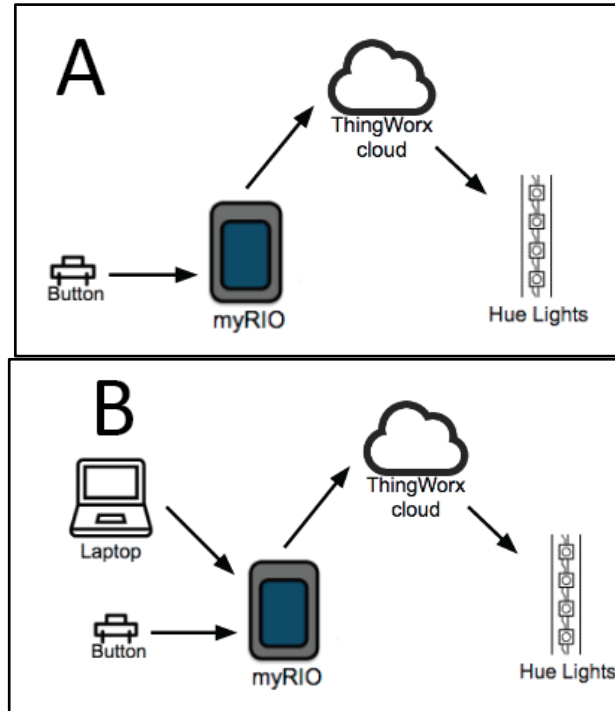 A
ThingWorx
cloud
Button
myRIO
Hue Lights
B
ThingWorx
cloud
Laptop
Button
myRIO
Hue Lights